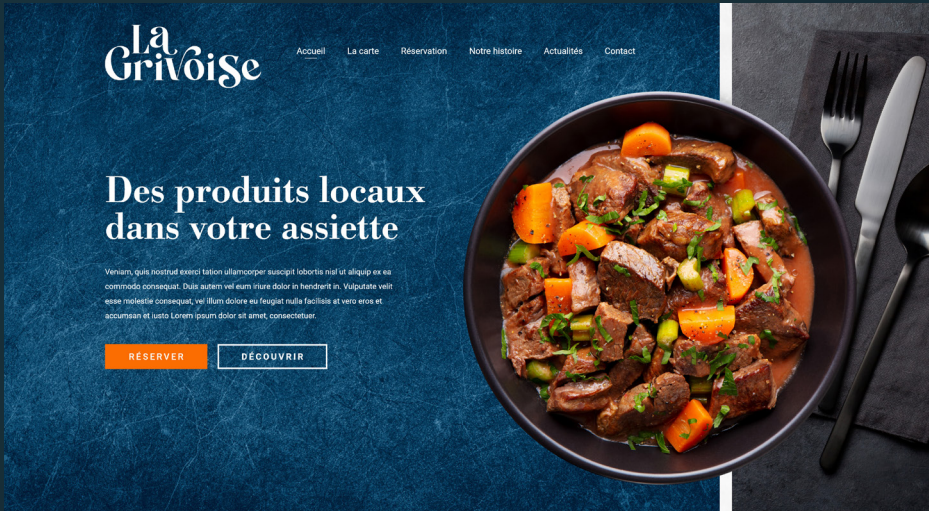 La
Grivoise
Accueil La carte Réservation Notre histoire Actualités Contact
Des produits locaux
dans votre assiette
Veniam, quis nostrud exerci tation ullamcorper suscipit lobortis nisl ut aliquip ex ea
commodo consequat. Duis autem vel eum iriure dolor in hendrerit in. Vulputate velit
esse molestie consequat, vel illum dolore eu feugiat nulla facilisis at vero eros et
accumsan et iusto Lorem ipsum dolor sit amet, consectetuer.
RÉSERVER DÉCOUVRIR